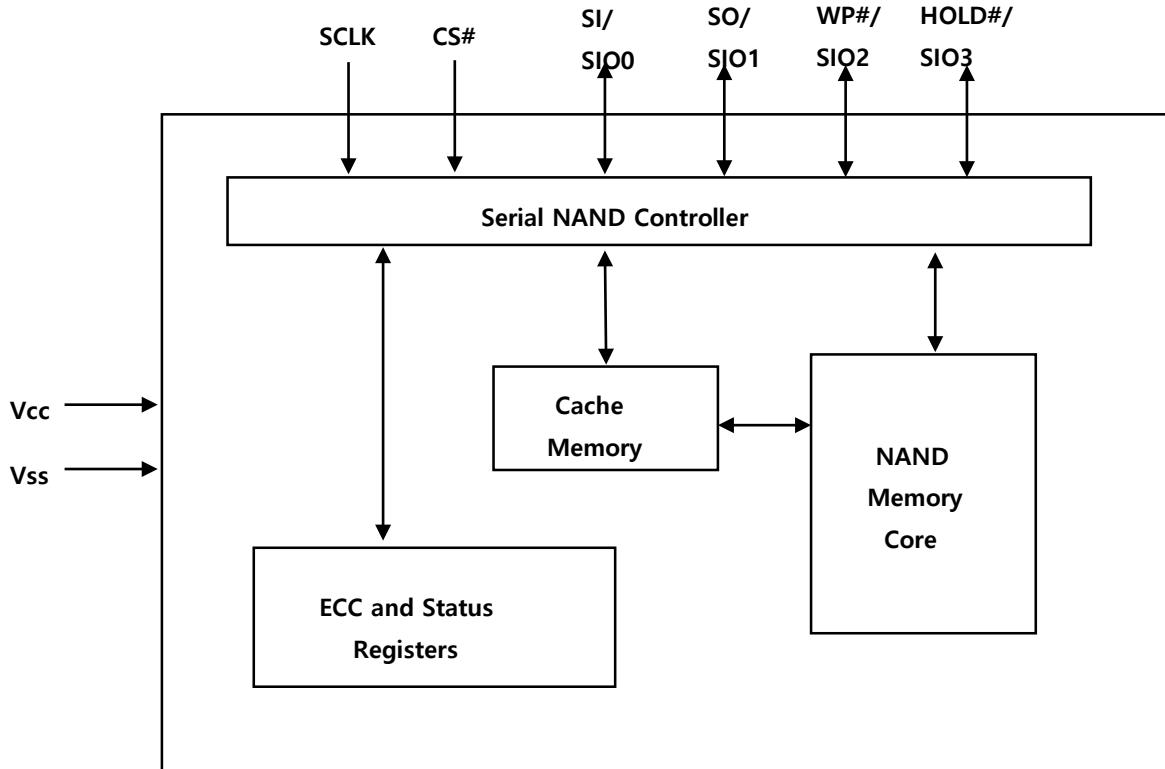 SCLK
CS#
SI/
SIO0
SO/
SIO1
WP#/
SIO2
HOLD#/
SIO3
Serial NAND Controller
Vcc
Vss
Cache
Memory
NAND
Memory
Core
ECC and Status
Registers